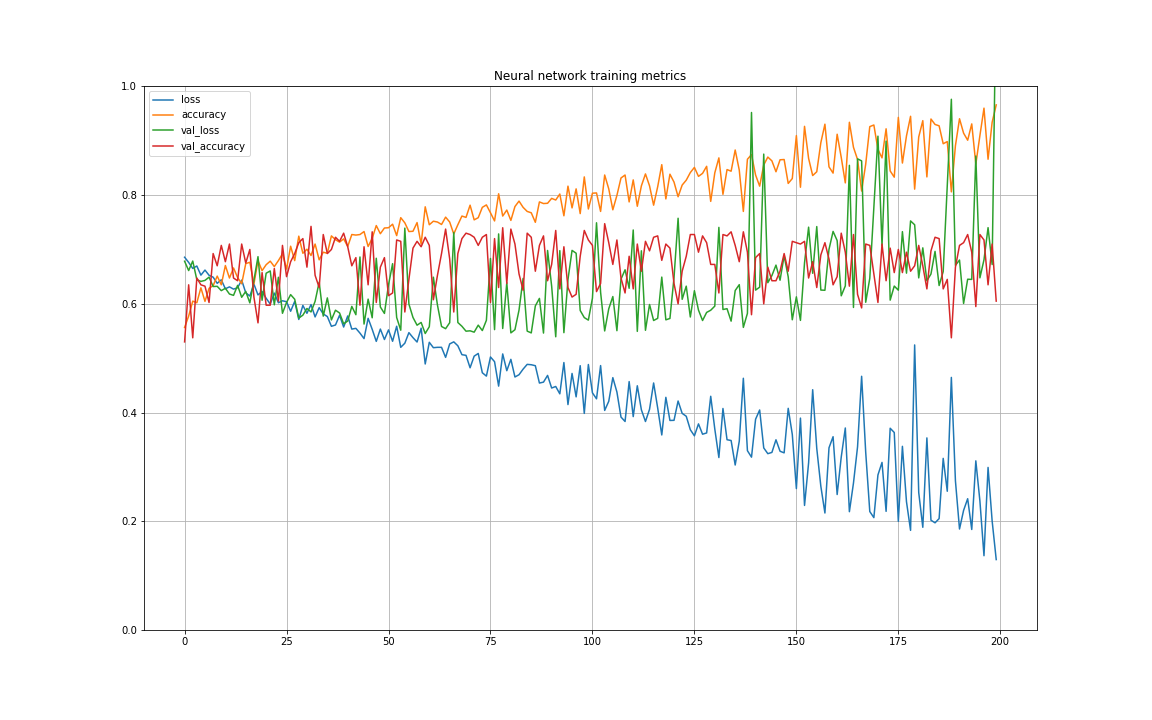 Neural network training metrics
1.0
loss
accuracy
val_loss
val_accuracy
0.8
0.6
0.4
0.2
0.0
0 25 50 75 100 125 150 175 200